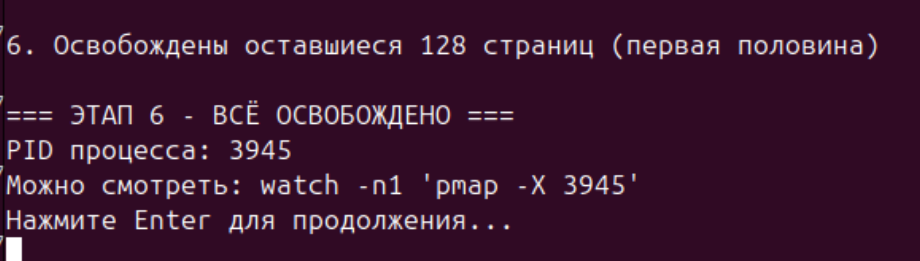 6. Освобождены оставшиеся 128 страниц (первая половина)
=== ЭТАП 6 - ВСЁ ОСВОБОЖДЕНО ===
PID процесса: 3945
Можно смотреть: watch -n1 'pmap -X 3945'
Нажмите Enter для продолжения...